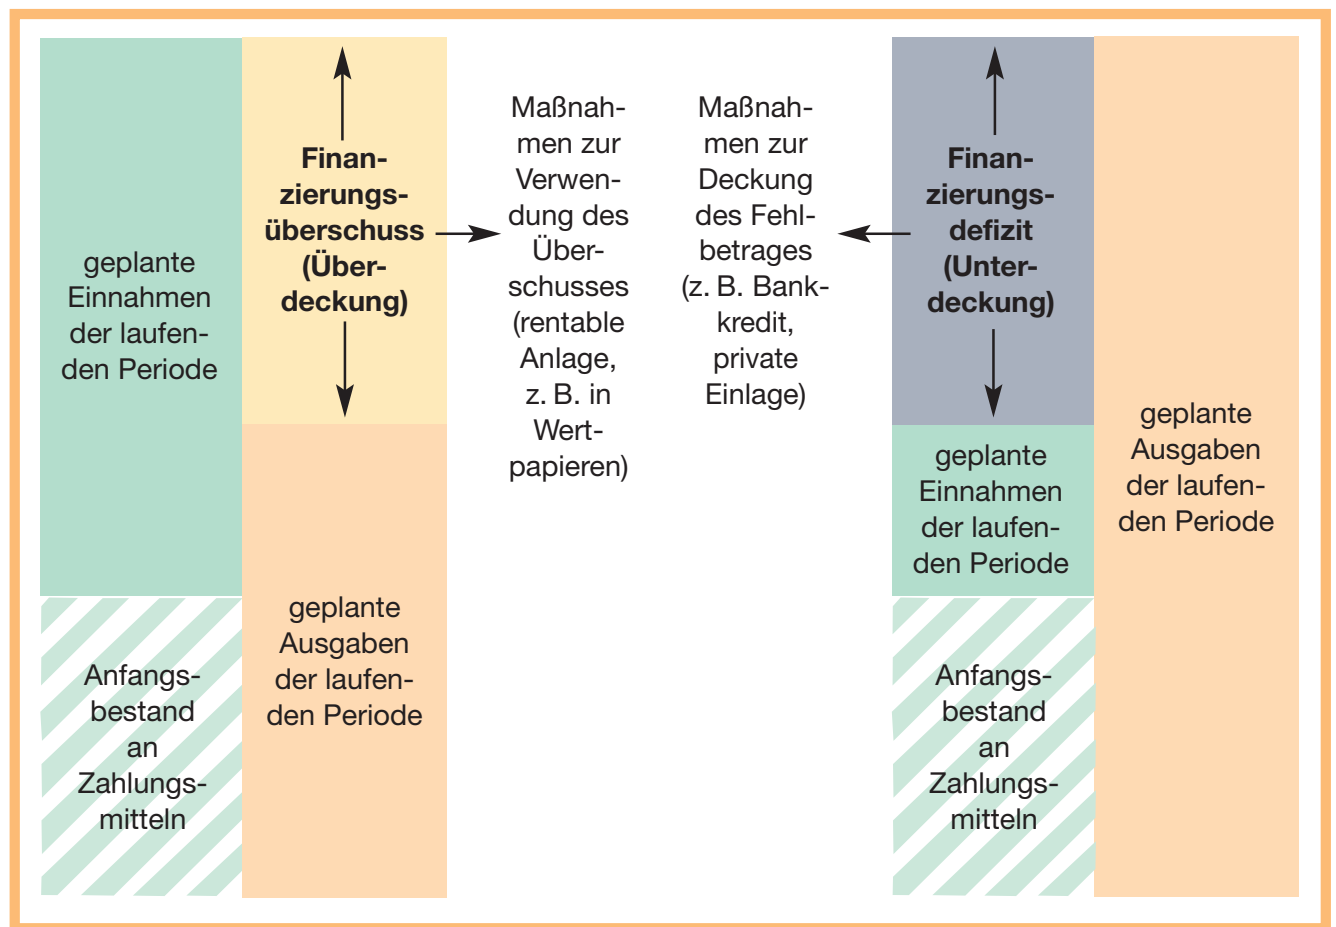 geplante
Einnahmen
der laufen-
den Periode
Anfangs-
bestand
an
Zahlungs-
mitteln
Finan-
zierungs-
überschuss
(Über-
deckung)
geplante
Ausgaben
der laufen-
den Periode
Maßnah-
men zur
Verwen-
dung des
Über-
schusses
(rentable
Anlage,
z. B. in
Wert-
papieren)
Maßnah-
men zur
Deckung
des Fehl-
betrages
(z. B. Bank-
kredit,
private
Einlage)
Finan-
zierungs-
defizit
(Unter-
deckung)
geplante
Einnahmen
der laufen-
den Periode
Anfangs-
bestand
an
Zahlungs-
mitteln
geplante
Ausgaben
der laufen-
den Periode